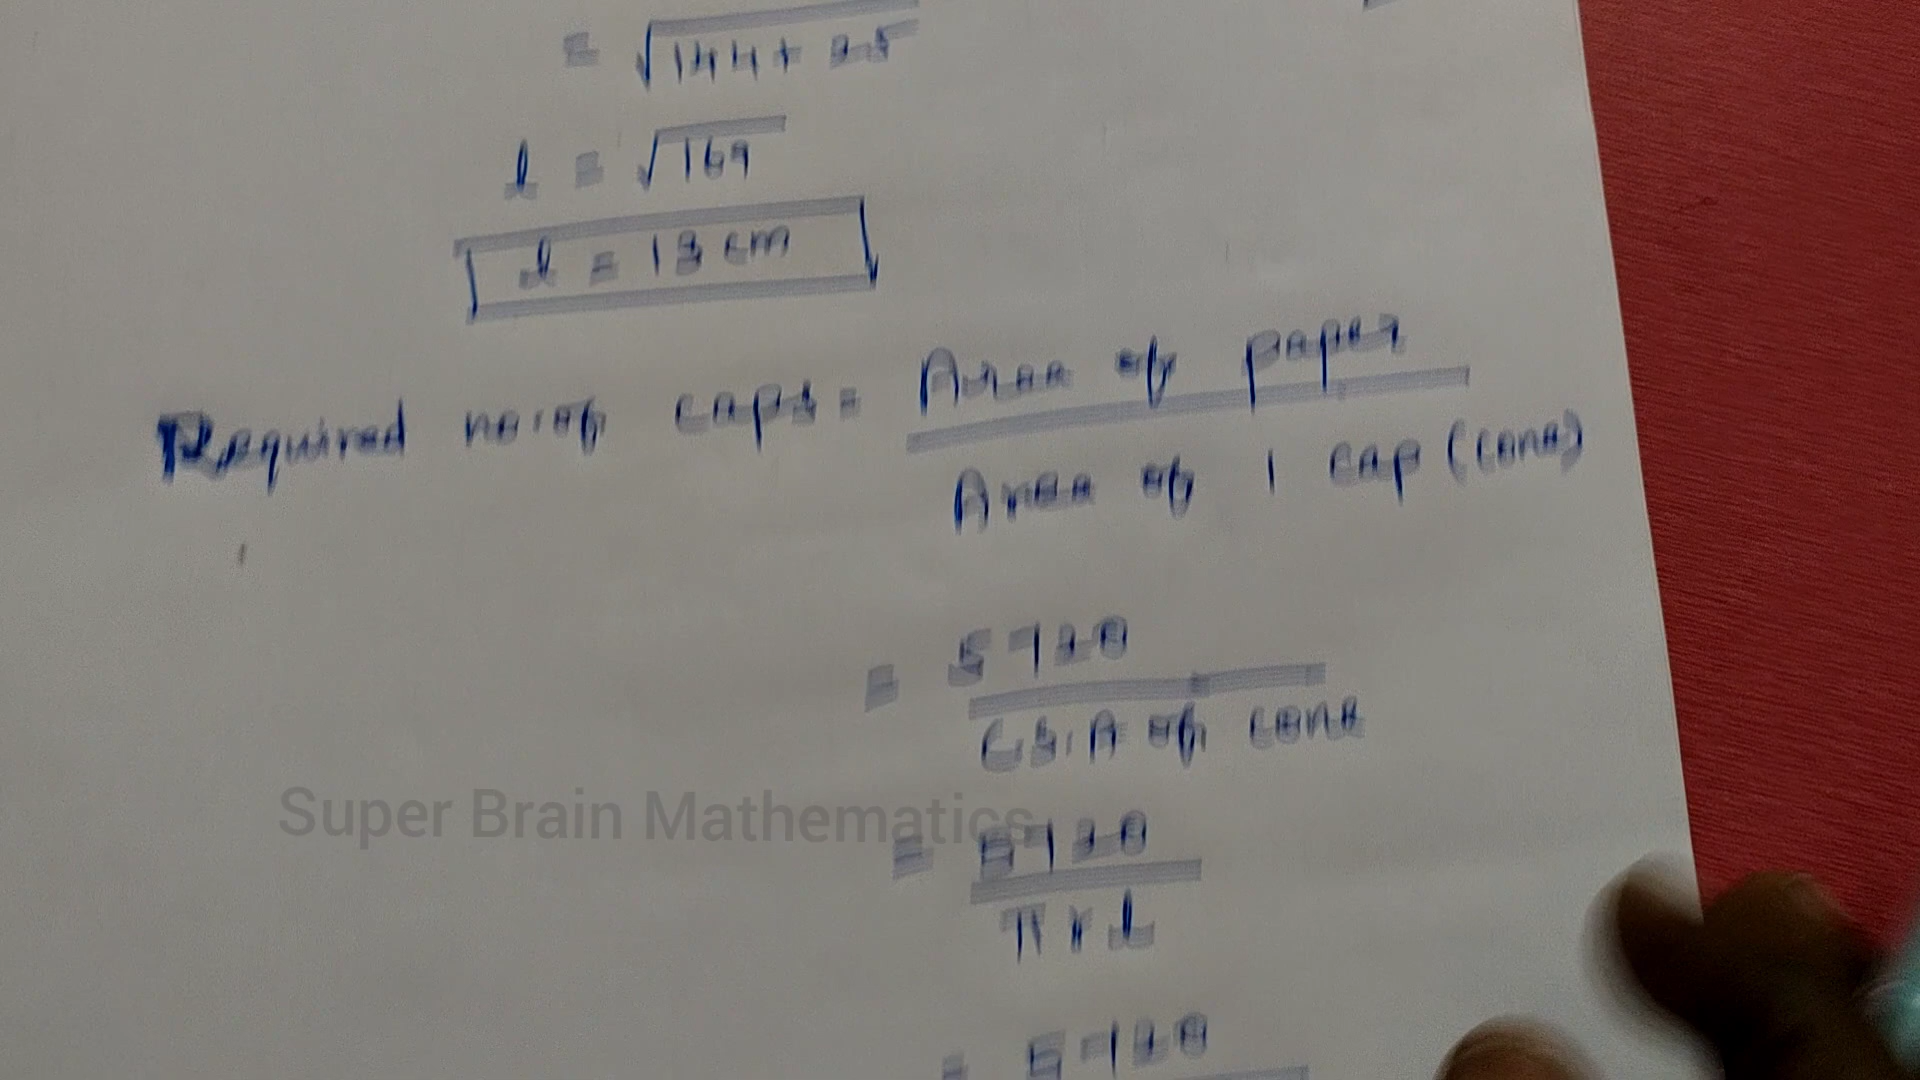 = √144 + 25
l = √169
l = 13 cm
Required no. of caps = Area of paper / Area of 1 cap (cone)
= 5720 / C.S.A of cone
Super Brain Mathematics
= 5720 / πrl
= 5720